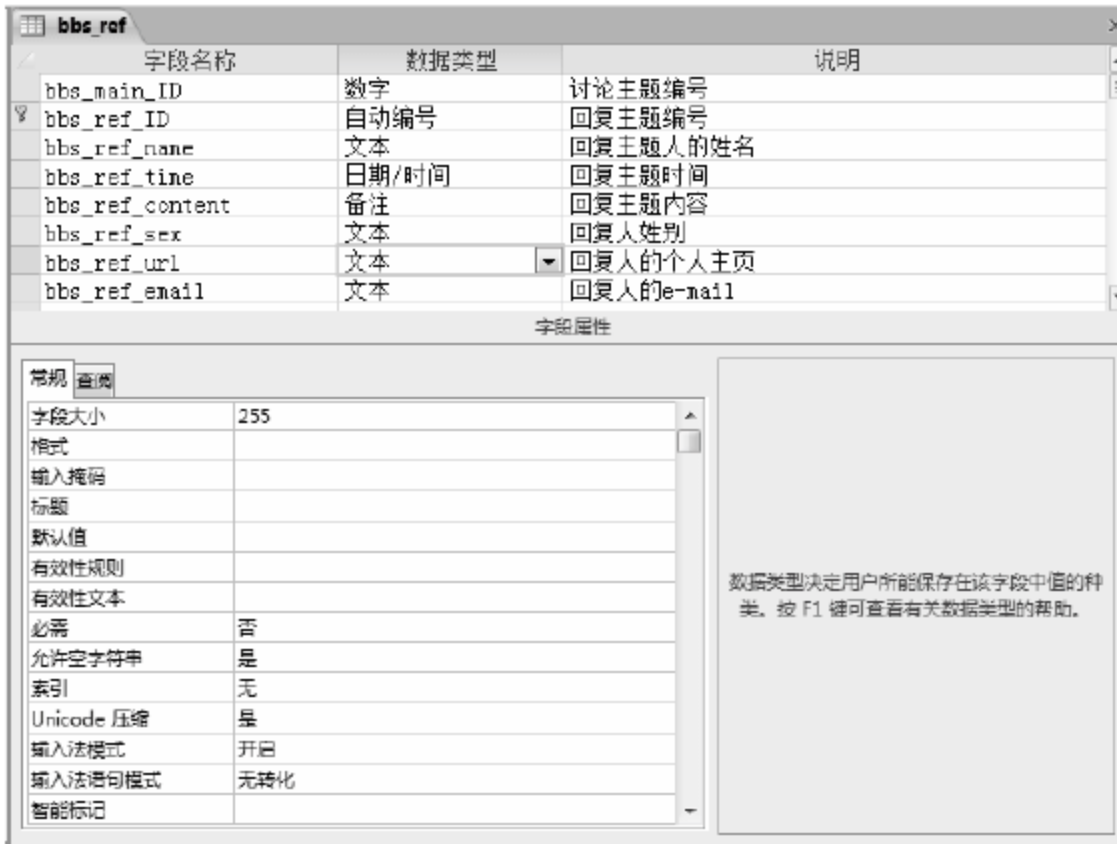 bbs_ref
字段名称 数据类型 说明
bbs_main_ID 数字 讨论主题编号
bbs_ref_ID 自动编号 回复主题编号
bbs_ref_name 文本 回复主题人的姓名
bbs_ref_time 日期/时间 回复主题时间
bbs_ref_content 备注 回复主题内容
bbs_ref_sex 文本 回复人姓别
bbs_ref_url 文本 回复人的个人主页
bbs_ref_email 文本 回复人的e-mail
字段属性
常规 查阅
字段大小 255
格式
输入掩码
标题
默认值
有效性规则
有效性文本
必需 否
允许空字符串 是
索引 无
Unicode 压缩 是
输入法模式 开启
输入法语句模式 无转化
智能标记
数据类型决定用户所能保存在该字段中值的种
类。按 F1 键可查看有关数据类型的帮助。